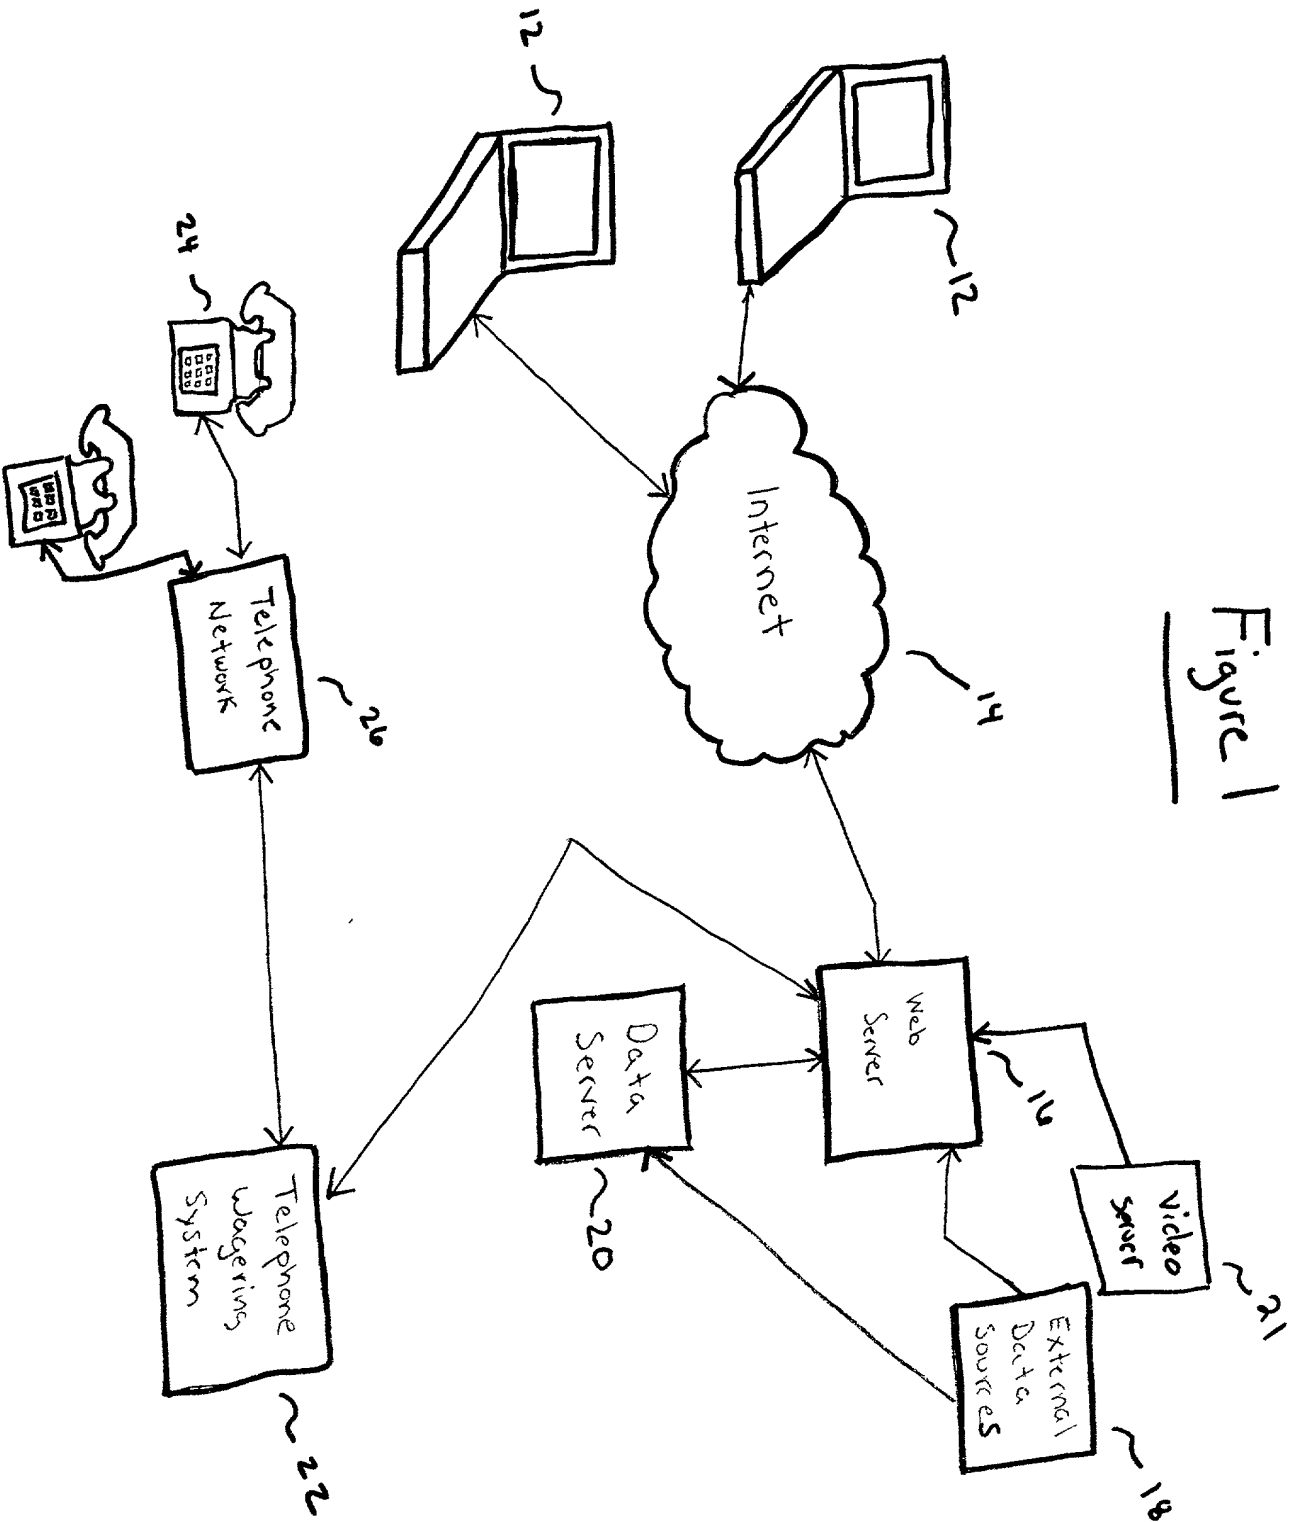 Figure 1
12
12
Internet
14
24
Telephone
Network
26
Web
Server
16
Video
Server
21
Data
Server
20
External
Data
Sources
18
Telephone
Wagering
System
22